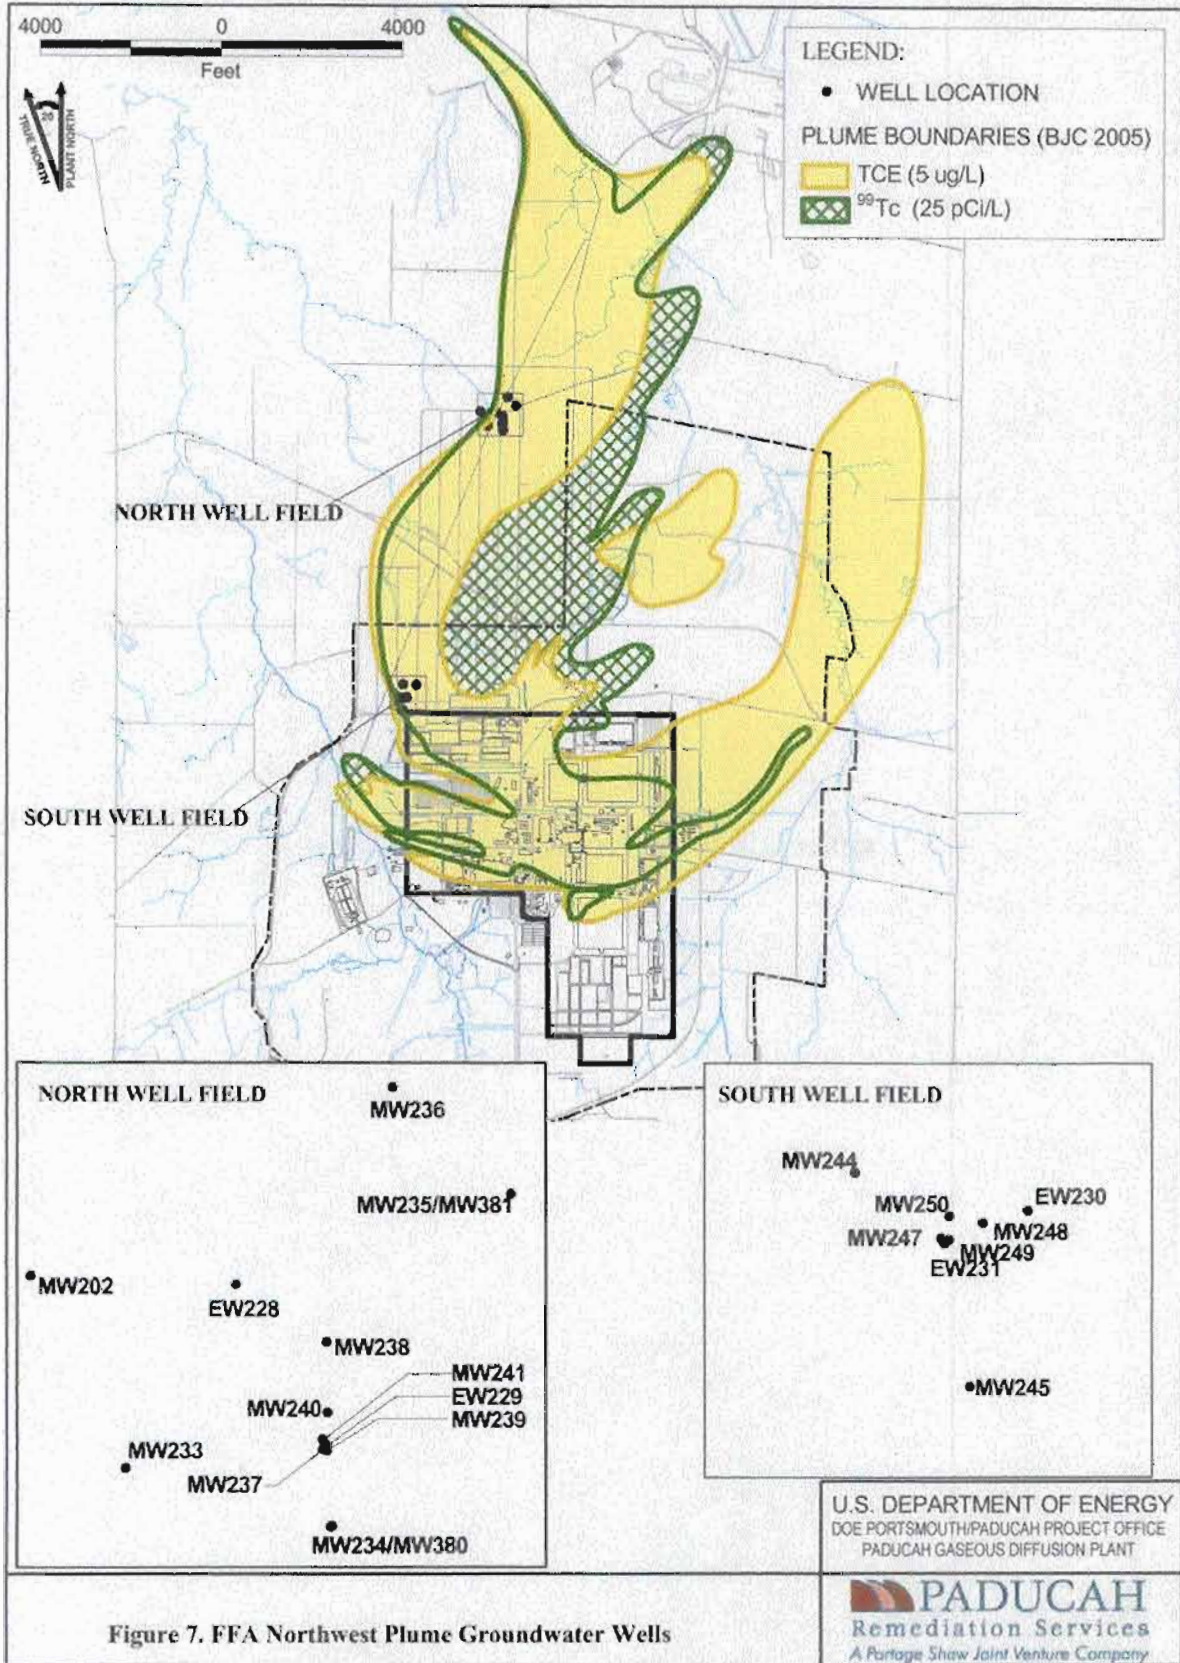 4000 0 4000
Feet
TRUE NORTH
20
PLANT NORTH
LEGEND:
WELL LOCATION
PLUME BOUNDARIES (BJC 2005)
TCE (5 ug/L)
99Tc (25 pCi/L)
NORTH WELL FIELD
SOUTH WELL FIELD
NORTH WELL FIELD
MW236
MW235/MW381
MW202
EW228
MW238
MW241
EW229
MW239
MW240
MW233
MW237
MW234/MW380
SOUTH WELL FIELD
MW244
EW230
MW250
MW248
MW247
MW249
EW231
MW245
U.S. DEPARTMENT OF ENERGY
DOE PORTSMOUTH/PADUCAH PROJECT OFFICE
PADUCAH GASEOUS DIFFUSION PLANT
PADUCAH
Remediation Services
A Portage Shaw Joint Venture Company
Figure 7. FFA Northwest Plume Groundwater Wells